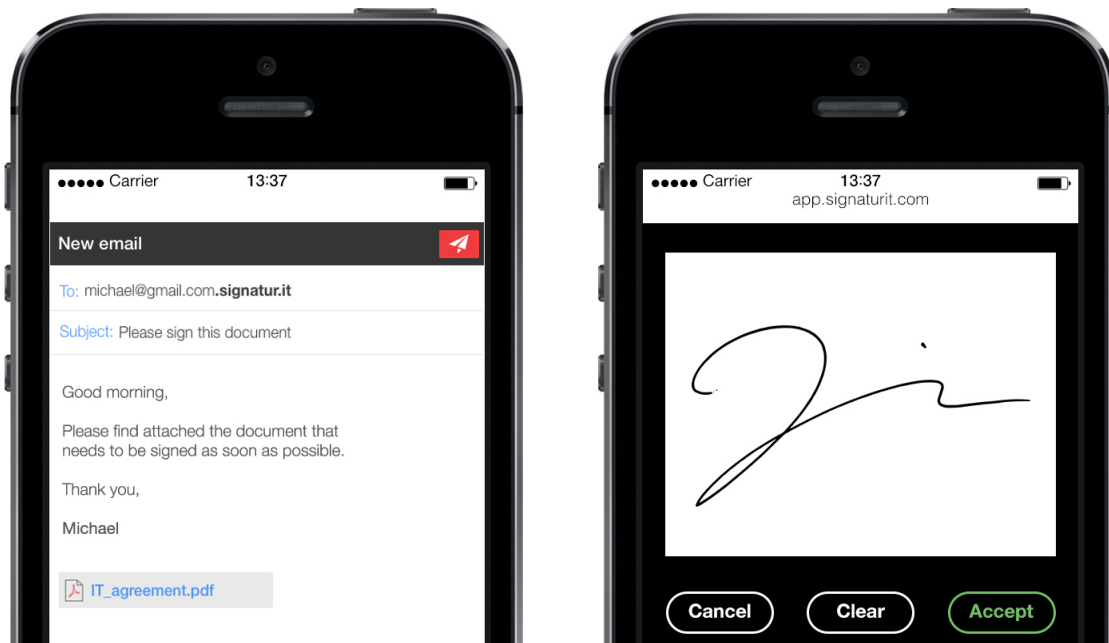 Carrier 13:37
New email
To: michael@gmail.com.signatur.it
Subject: Please sign this document
Good morning,
Please find attached the document that
needs to be signed as soon as possible.
Thank you,
Michael
IT_agreement.pdf
Carrier 13:37
app.signaturit.com
Cancel Clear Accept